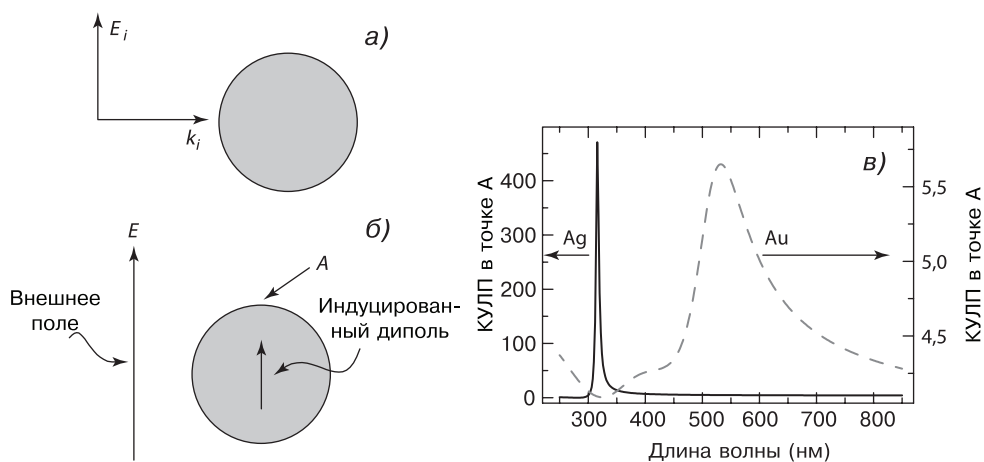 E i
а)
k i
б)
E
A
Внешнее
поле
Индуцирован-
ный диполь
в)
КУЛП в точке А
400
300
200
100
0
Ag
Au
5,5
5,0
4,5
КУЛП в точке А
300 400 500 600 700 800
Длина волны (нм)